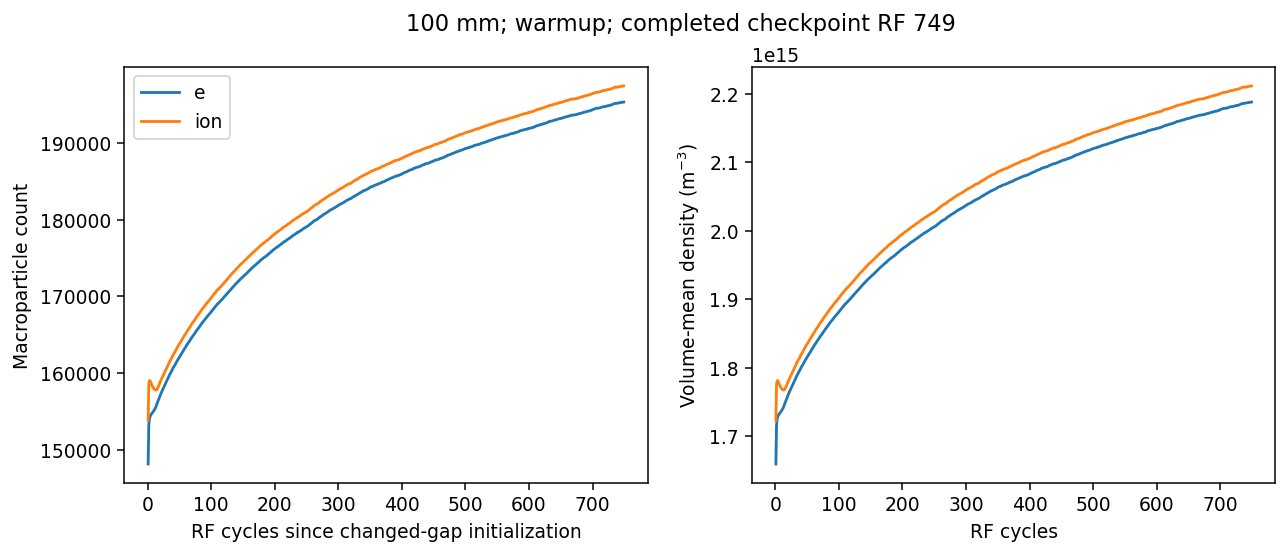 100 mm; warmup; completed checkpoint RF 749
e
ion
Macroparticle count
190000
180000
170000
160000
150000
0 100 200 300 400 500 600 700
RF cycles since changed-gap initialization
1e15
Volume-mean density (m⁻³)
2.2
2.1
2.0
1.9
1.8
1.7
0 100 200 300 400 500 600 700
RF cycles